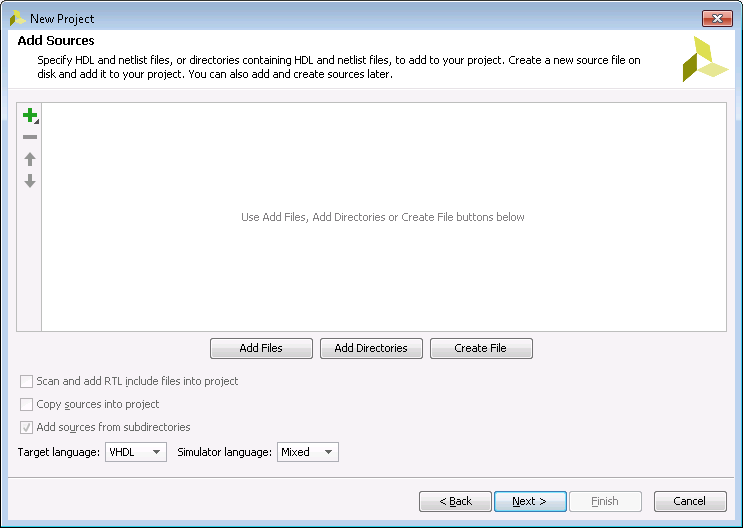 New Project
Add Sources
Specify HDL and netlist files, or directories containing HDL and netlist files, to add to your project. Create a new source file on
disk and add it to your project. You can also add and create sources later.
Use Add Files, Add Directories or Create File buttons below
Add Files Add Directories Create File
Scan and add RTL include files into project
Copy sources into project
Add sources from subdirectories
Target language: VHDL Simulator language: Mixed
< Back Next > Finish Cancel